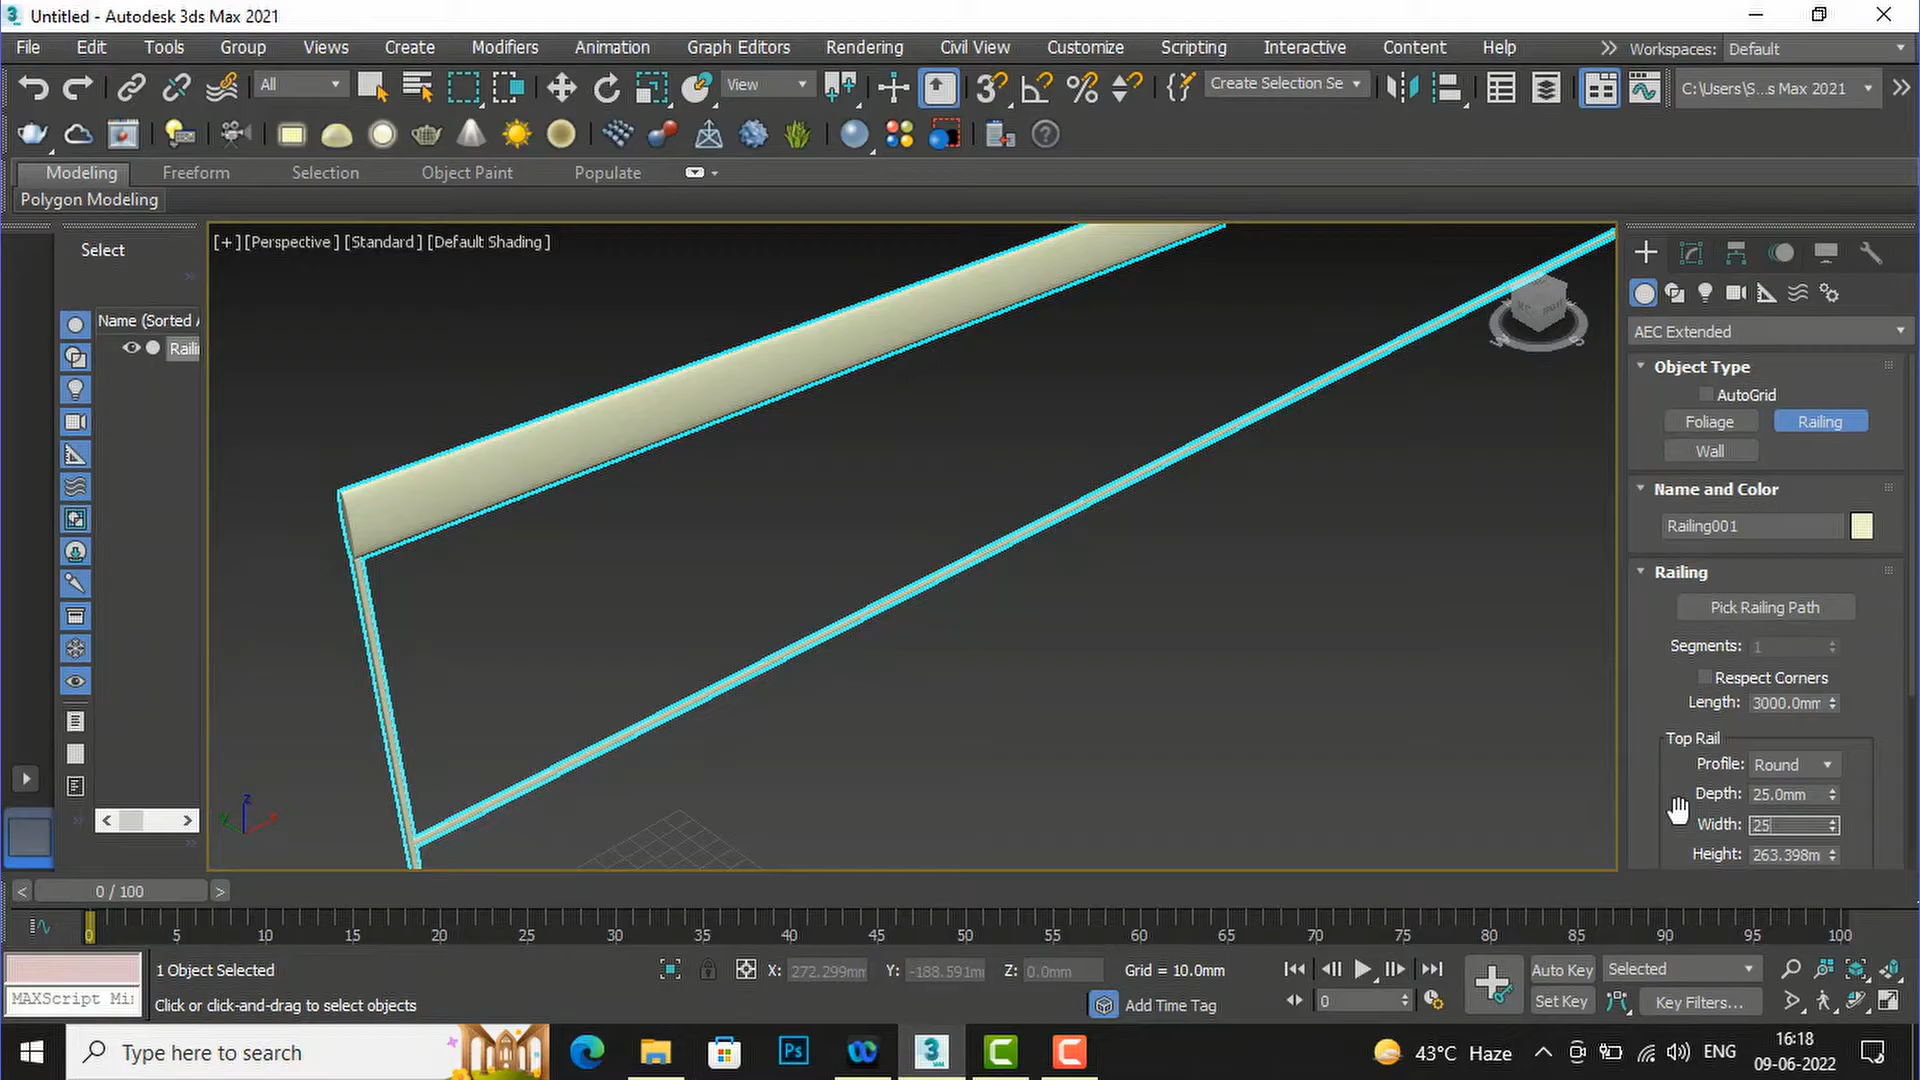 Untitled - Autodesk 3ds Max 2021
File Edit Tools Group Views Create Modifiers Animation Graph Editors Rendering Civil View Customize Scripting Interactive Content Help Workspaces: Default
All View Create Selection Se C:\Users\S...s Max 2021
Modeling Freeform Selection Object Paint Populate
Polygon Modeling
Select
[+] [Perspective] [Standard] [Default Shading]
Name (Sorted A
Railin
AEC Extended
Object Type
AutoGrid
Foliage Railing
Wall
Name and Color
Railing001
Railing
Pick Railing Path
Segments: 1
Respect Corners
Length: 3000.0mm
Top Rail
Profile: Round
Depth: 25.0mm
Width: 25
Height: 263.398m
z
0 / 100
0 5 10 15 20 25 30 35 40 45 50 55 60 65 70 75 80 85 90 95 100
1 Object Selected X: 272.299mm Y: -188.591mm Z: 0.0mm Grid = 10.0mm Auto Key Selected
MAXScript Mi Click or click-and-drag to select objects Add Time Tag 0 Set Key Key Filters...
Type here to search Ps 3 43°C Haze ENG 16:18
09-06-2022